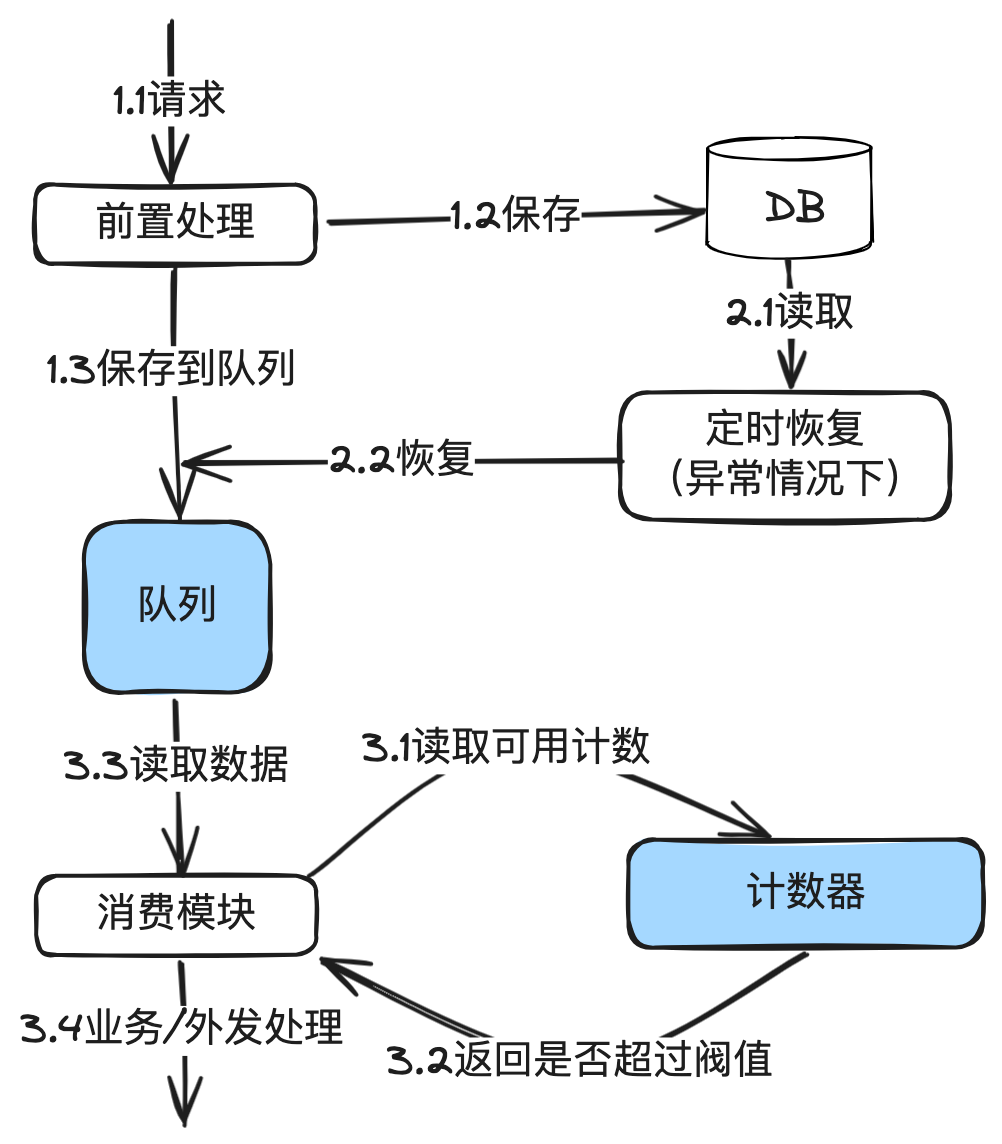 1.1请求
前置处理
1.2保存
DB
2.1读取
1.3保存到队列
定时恢复
(异常情况下)
2.2恢复
队列
3.3读取数据
3.1读取可用计数
计数器
消费模块
3.4业务/外发处理
3.2返回是否超过阀值